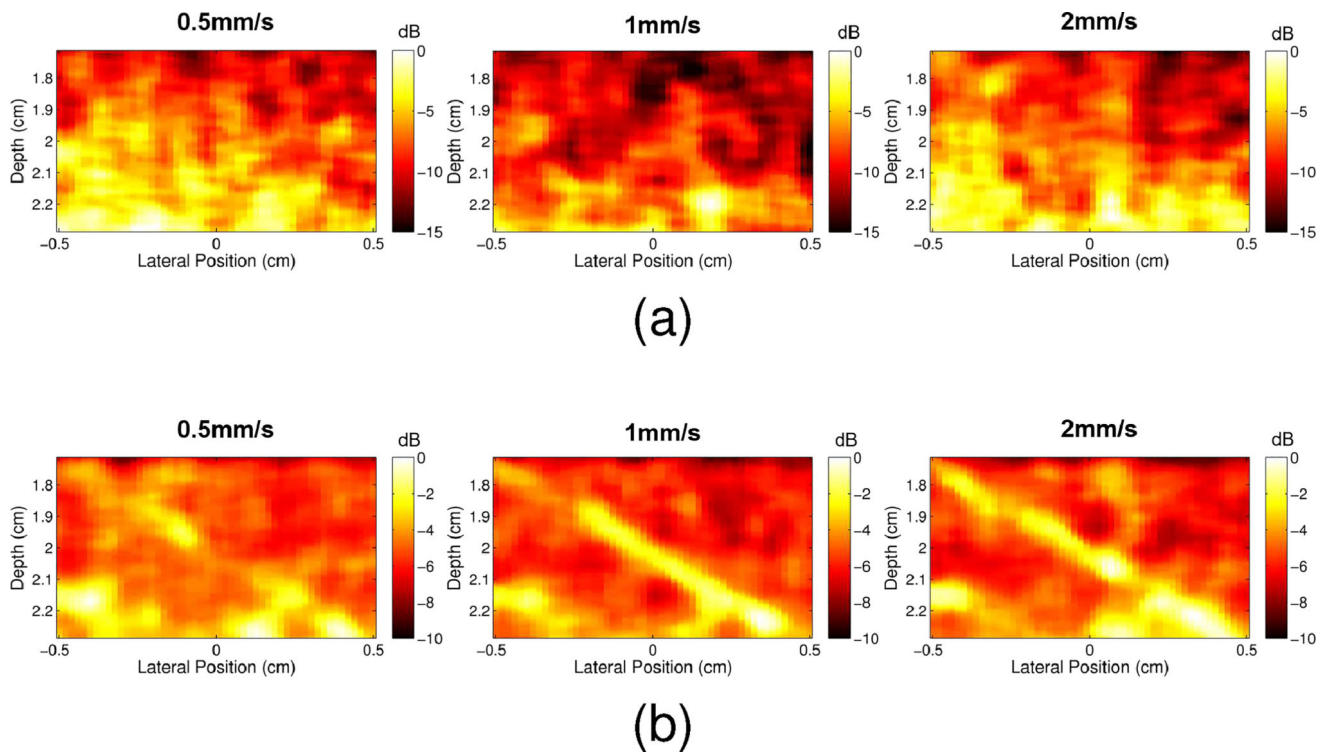 0.5mm/s 1mm/s 2mm/s
dB dB dB
0 0 0
1.8 1.8 1.8
1.9 1.9 1.9
−5 −5 −5
2 2 2
2.1 2.1 2.1
−10 −10 −10
2.2 2.2 2.2
−15 −15 −15
Depth (cm) Depth (cm) Depth (cm)
−0.5 0 0.5 −0.5 0 0.5 −0.5 0 0.5
Lateral Position (cm) Lateral Position (cm) Lateral Position (cm)
(a)
0.5mm/s 1mm/s 2mm/s
dB dB dB
0 0 0
1.8 1.8 1.8
−2 −2 −2
1.9 1.9 1.9
−4 −4 −4
2 2 2
−6 −6 −6
2.1 2.1 2.1
−8 −8 −8
2.2 2.2 2.2
−10 −10 −10
Depth (cm) Depth (cm) Depth (cm)
−0.5 0 0.5 −0.5 0 0.5 −0.5 0 0.5
Lateral Position (cm) Lateral Position (cm) Lateral Position (cm)
(b)